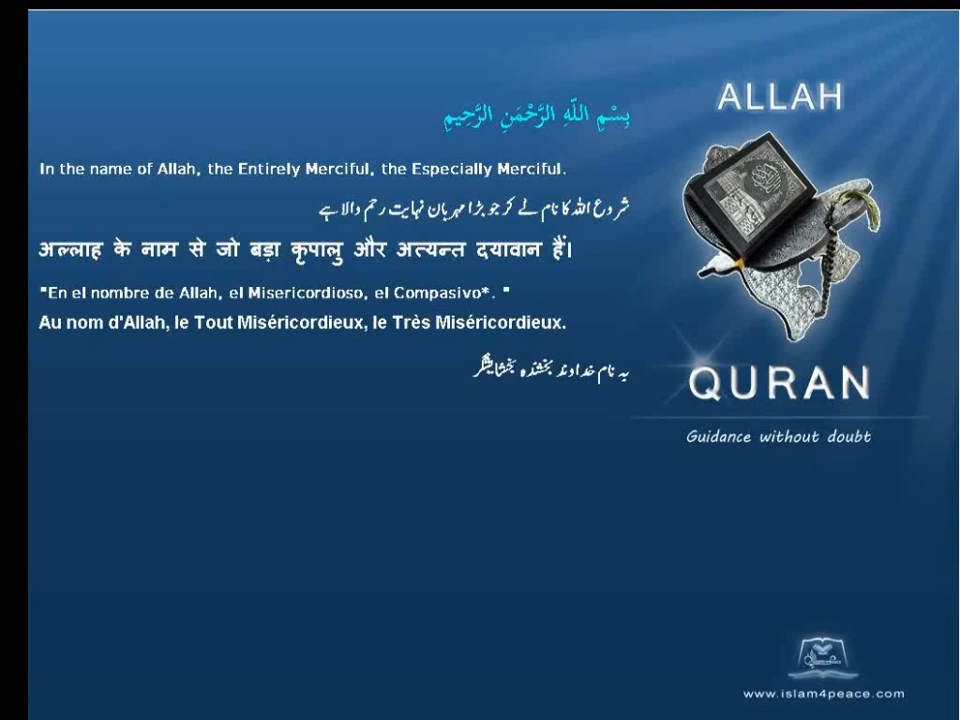 بِسْمِ اللّهِ الرَّحْمَنِ الرَّحِيمِ
In the name of Allah, the Entirely Merciful, the Especially Merciful.
شروع الله کا نام لے کر جو بڑا مہربان نہایت رحم والا ہے
अल्लाह के नाम से जो बड़ा कृपालु और अत्यन्त दयावान हैं।
"En el nombre de Allah, el Misericordioso, el Compasivo*. "
Au nom d'Allah, le Tout Miséricordieux, le Très Miséricordieux.
به نام خداوند بخشنده بخشایشگر
ALLAH
QURAN
Guidance without doubt
www.islam4peace.com